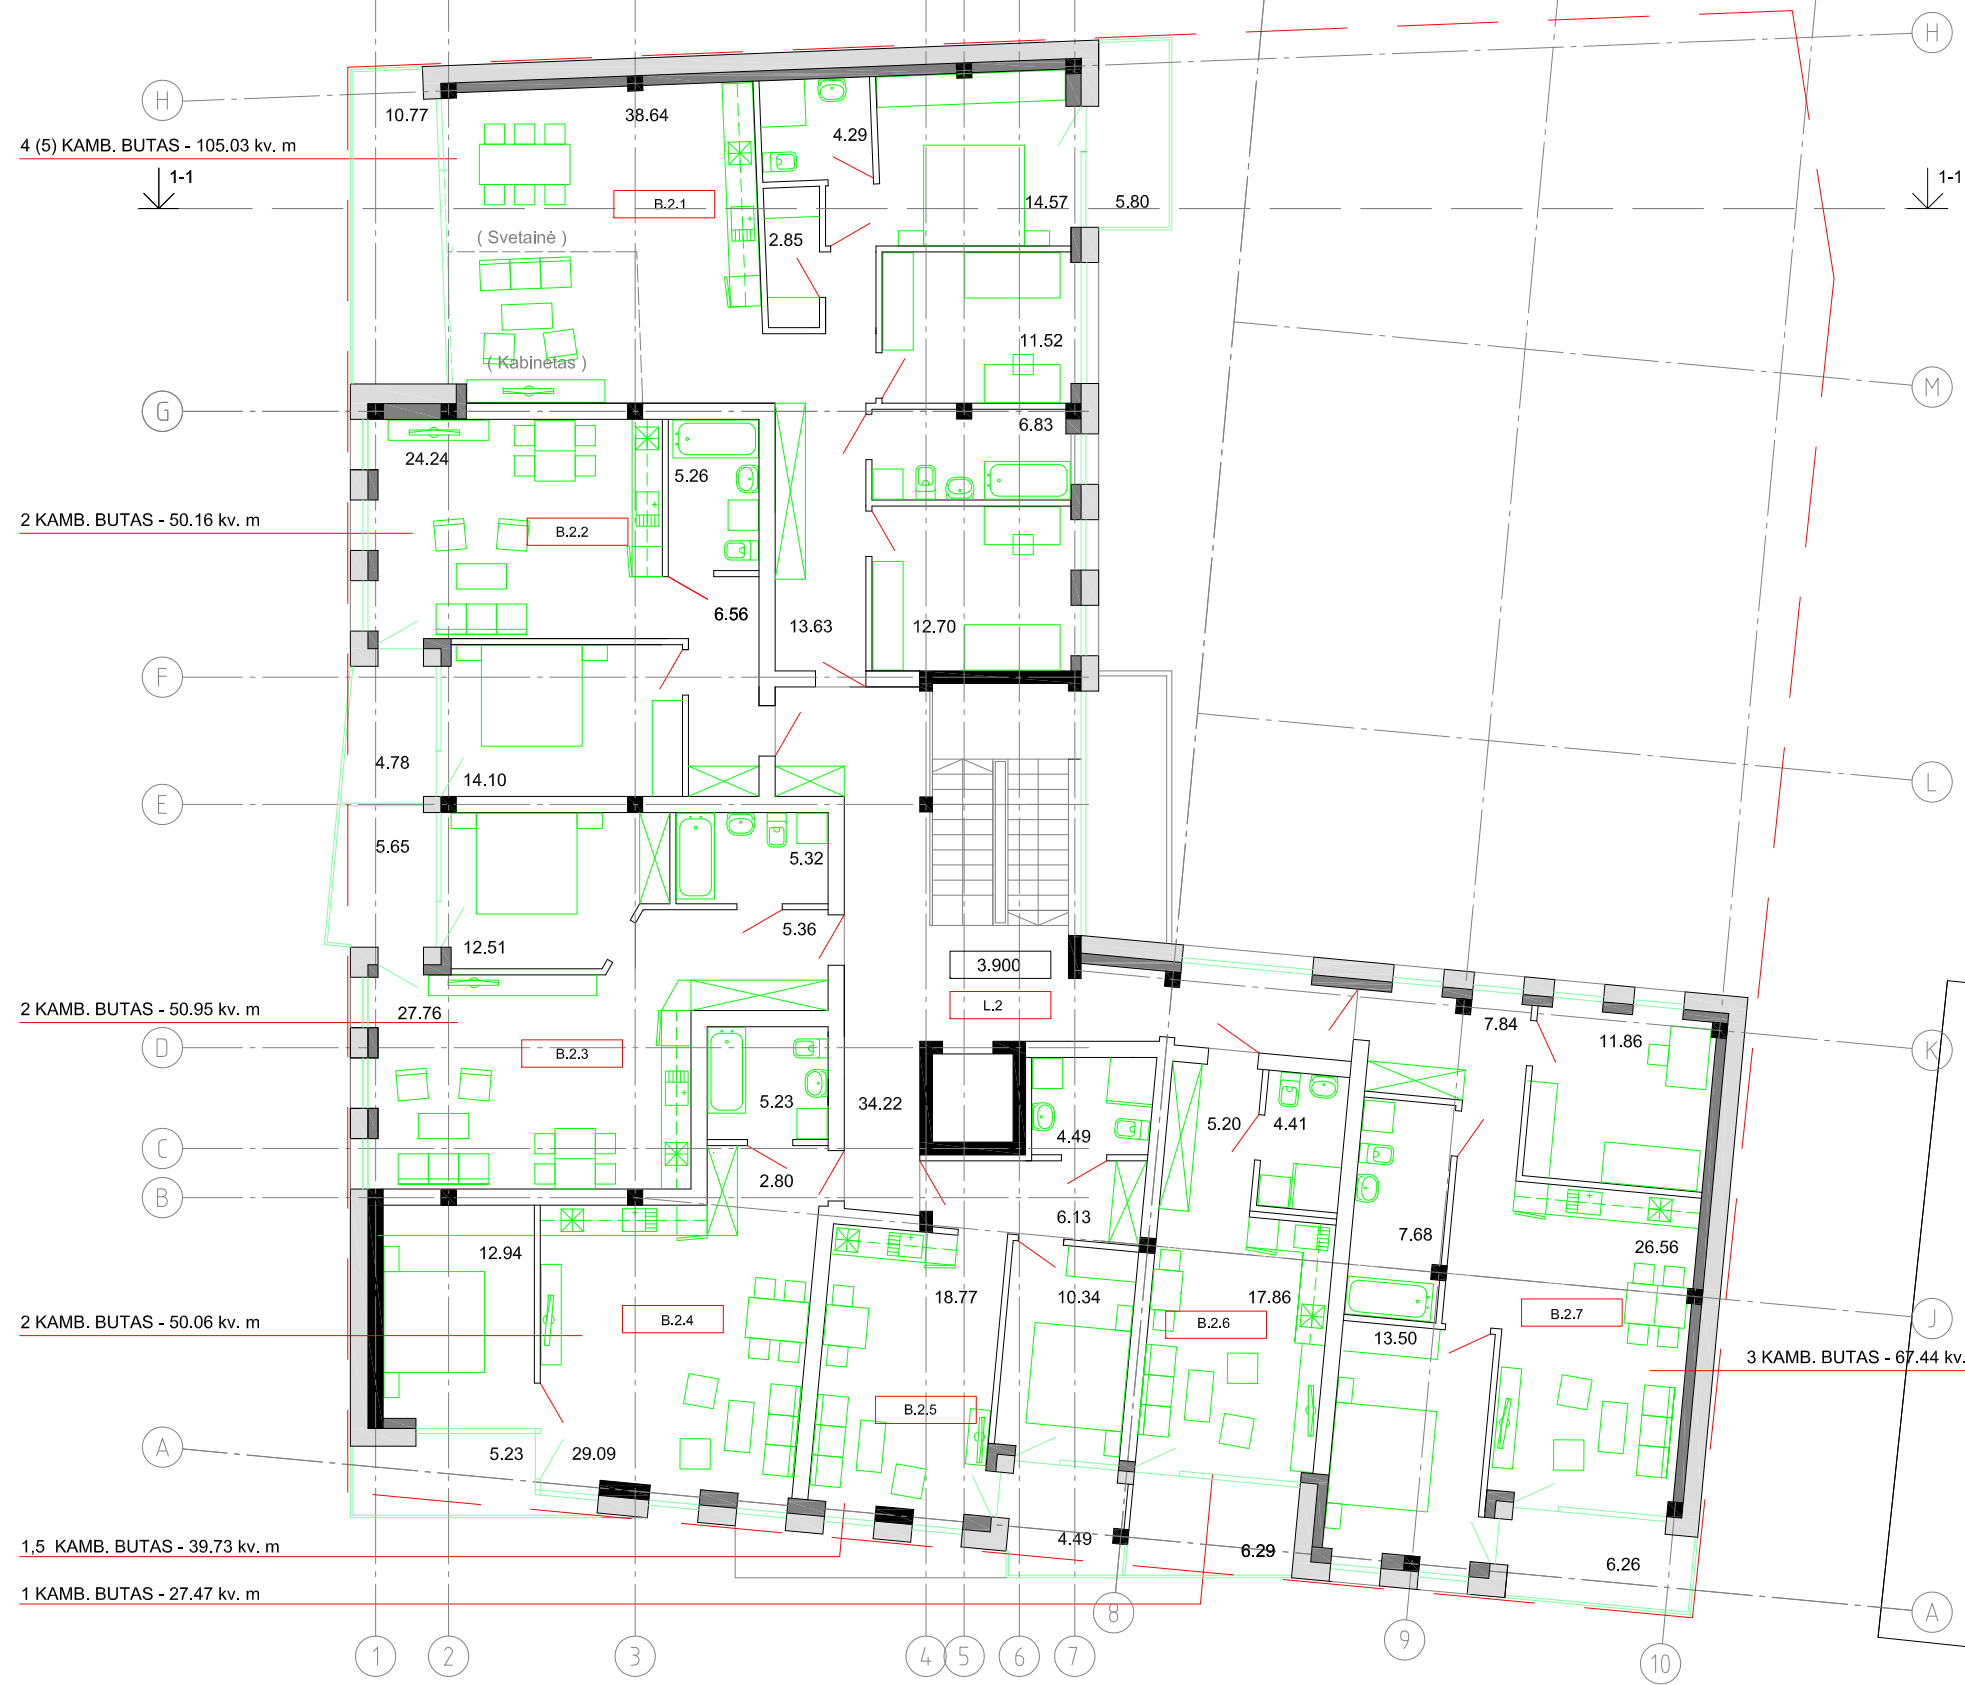 H
H
10.77
38.64
4.29
4 (5) KAMB. BUTAS - 105.03 kv. m
1-1
1-1
B.2.1
14.57
5.80
( Svetainė )
2.85
11.52
( Kabinetas )
M
G
6.83
24.24
5.26
2 KAMB. BUTAS - 50.16 kv. m
B.2.2
6.56
13.63
12.70
F
4.78
14.10
L
E
5.65
5.32
12.51
5.36
3.900
L.2
2 KAMB. BUTAS - 50.95 kv. m
27.76
7.84
11.86
D
B.2.3
K
5.23
34.22
4.49
5.20
4.41
C
2.80
B
6.13
12.94
7.68
26.56
18.77
10.34
17.86
2 KAMB. BUTAS - 50.06 kv. m
B.2.4
B.2.6
B.2.7
J
13.50
3 KAMB. BUTAS - 67.44 kv.
B.2.5
A
5.23
29.09
4.49
6.29
6.26
1,5 KAMB. BUTAS - 39.73 kv. m
1 KAMB. BUTAS - 27.47 kv. m
A
8
9
1
2
3
4
5
6
7
10